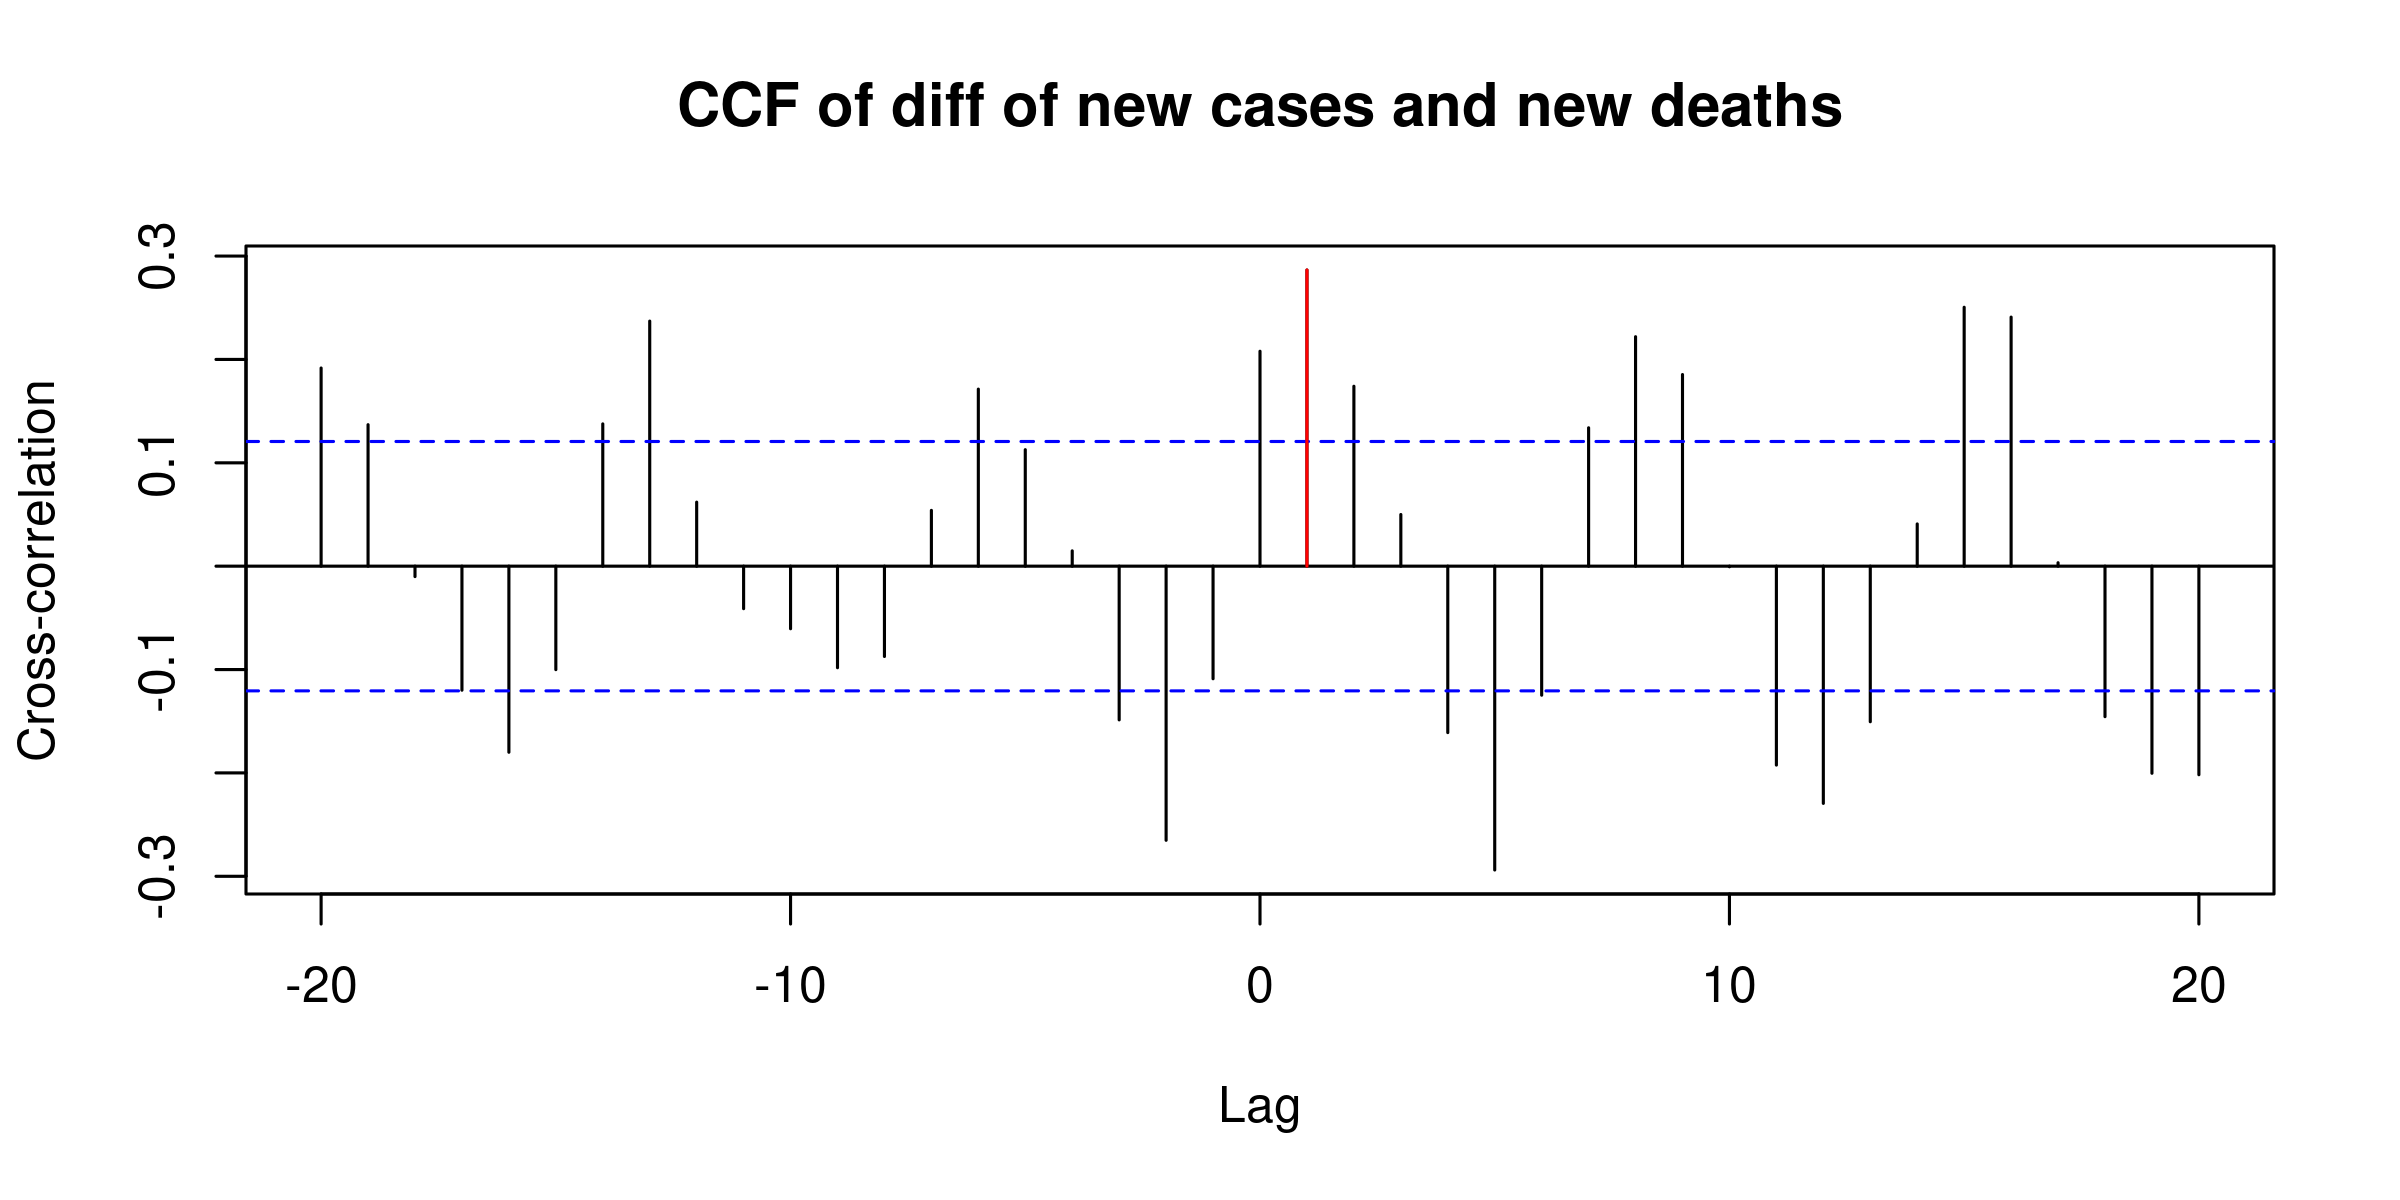 CCF of diff of new cases and new deaths
Cross-correlation
0.3
0.1
-0.1
-0.3
-20 -10 0 10 20
Lag